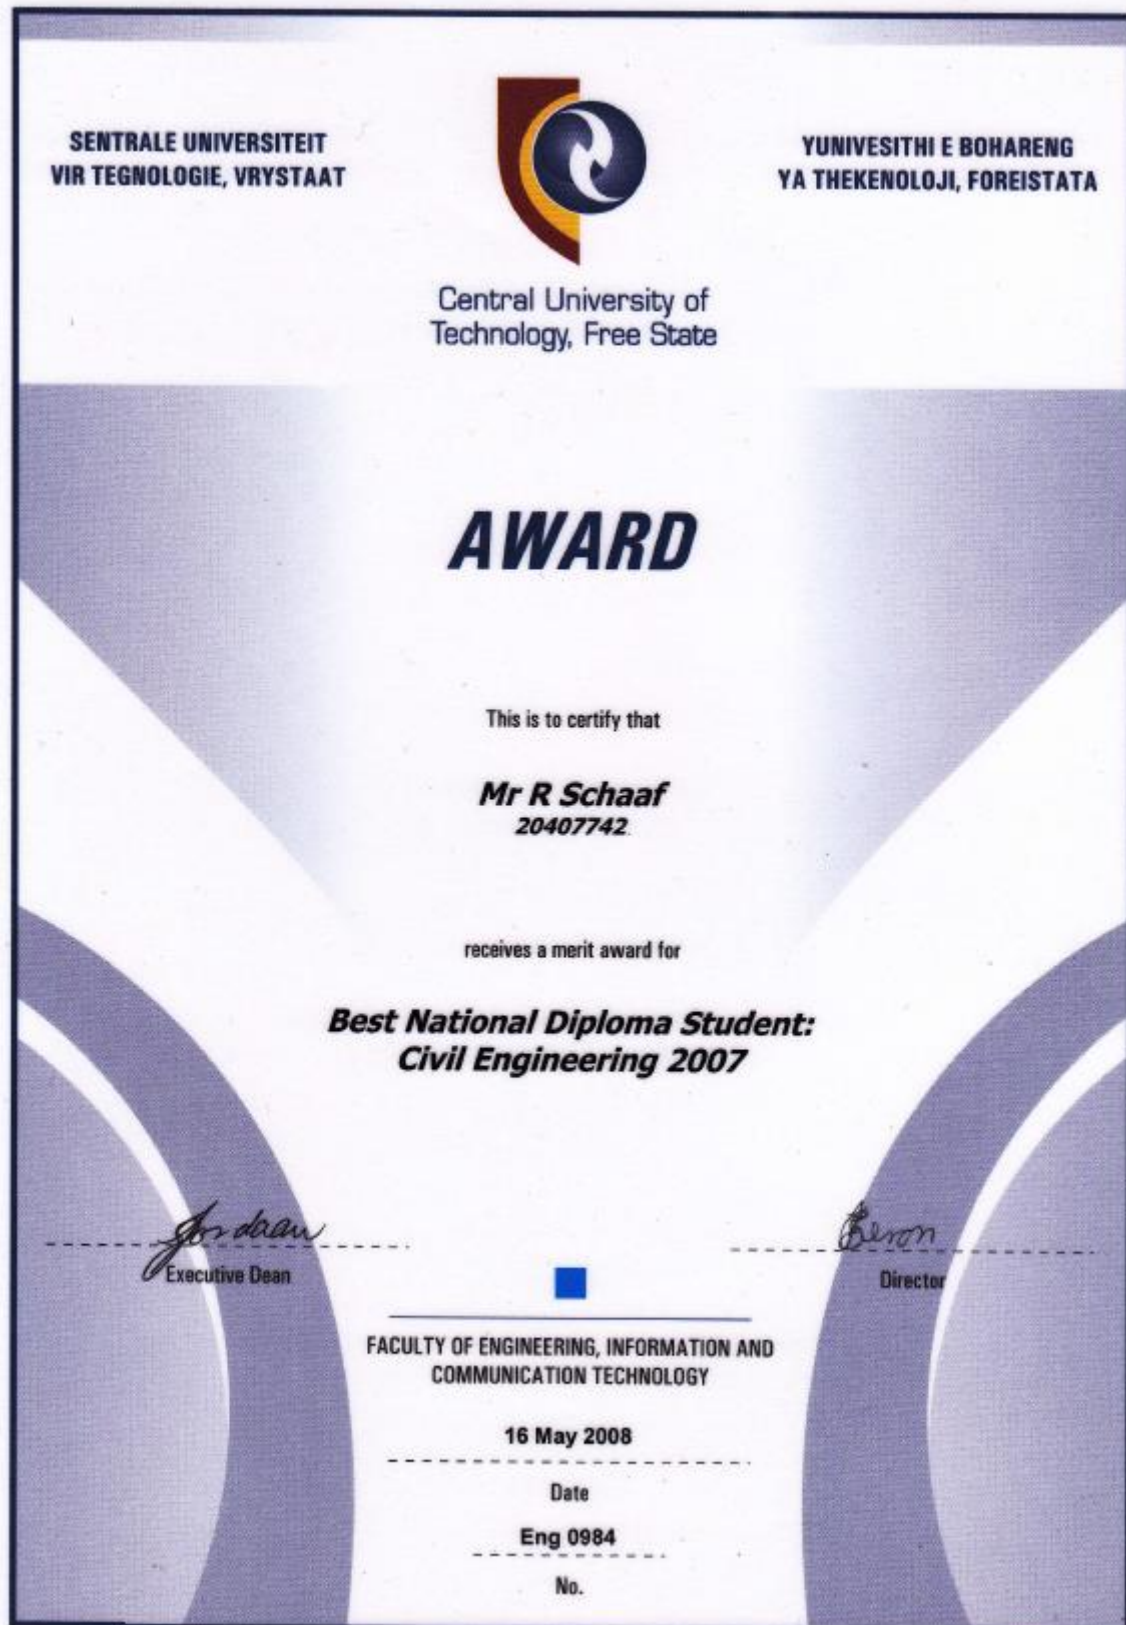 SENTRALE UNIVERSITEIT
VIR TEGNOLOGIE, VRYSTAAT
YUNIVESITHI E BOHARENG
YA THEKENOLOJI, FOREISTATA
Central University of
Technology, Free State
AWARD
This is to certify that
Mr R Schaaf
20407742
receives a merit award for
Best National Diploma Student:
Civil Engineering 2007
Jordaan
Executive Dean
Director
FACULTY OF ENGINEERING, INFORMATION AND
COMMUNICATION TECHNOLOGY
16 May 2008
Date
Eng 0984
No.